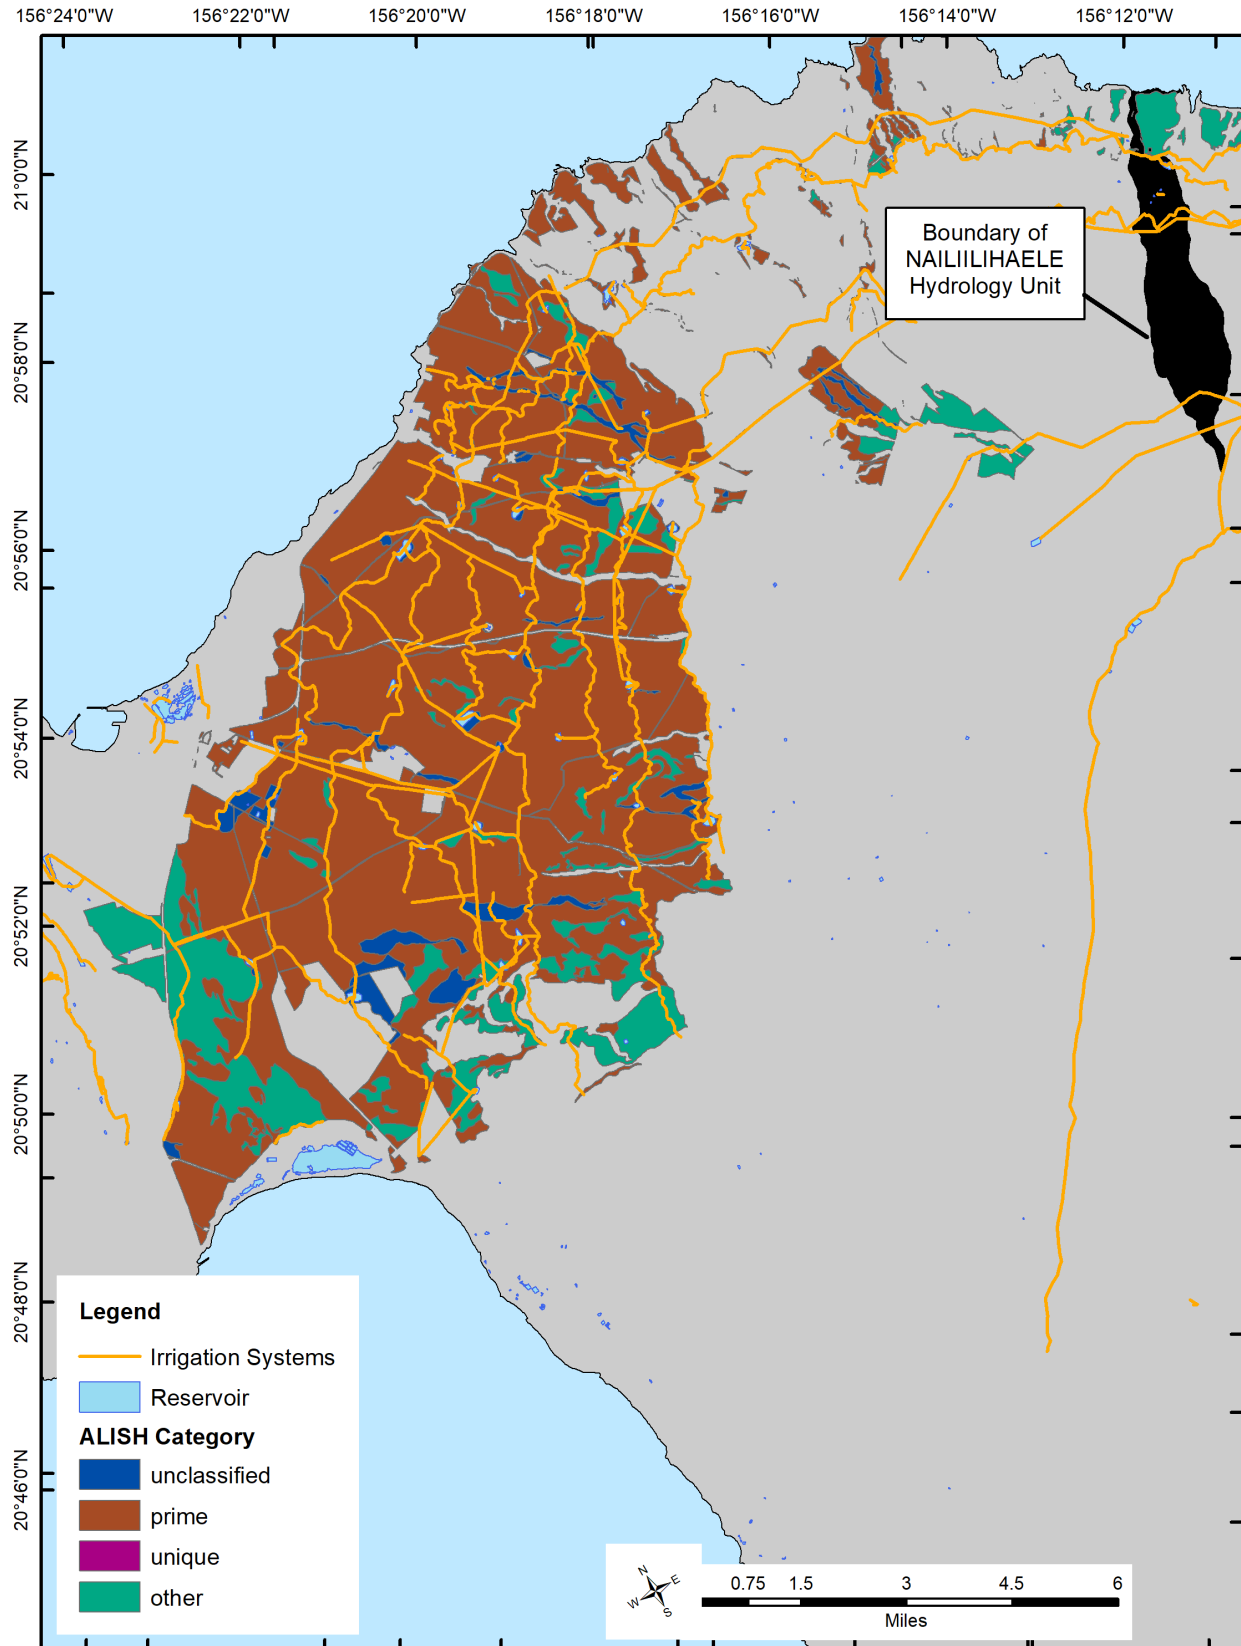 156°24'0"W
156°22'0"W
156°20'0"W
156°18'0"W
156°16'0"W
156°14'0"W
156°12'0"W
21°0'0"N
20°58'0"N
20°56'0"N
20°54'0"N
20°52'0"N
20°50'0"N
20°48'0"N
20°46'0"N
Boundary of
NAILIILIHAELE
Hydrology Unit
Legend
Irrigation Systems
Reservoir
ALISH Category
unclassified
prime
unique
other
N
E
W
S
0.75 1.5 3 4.5 6
Miles